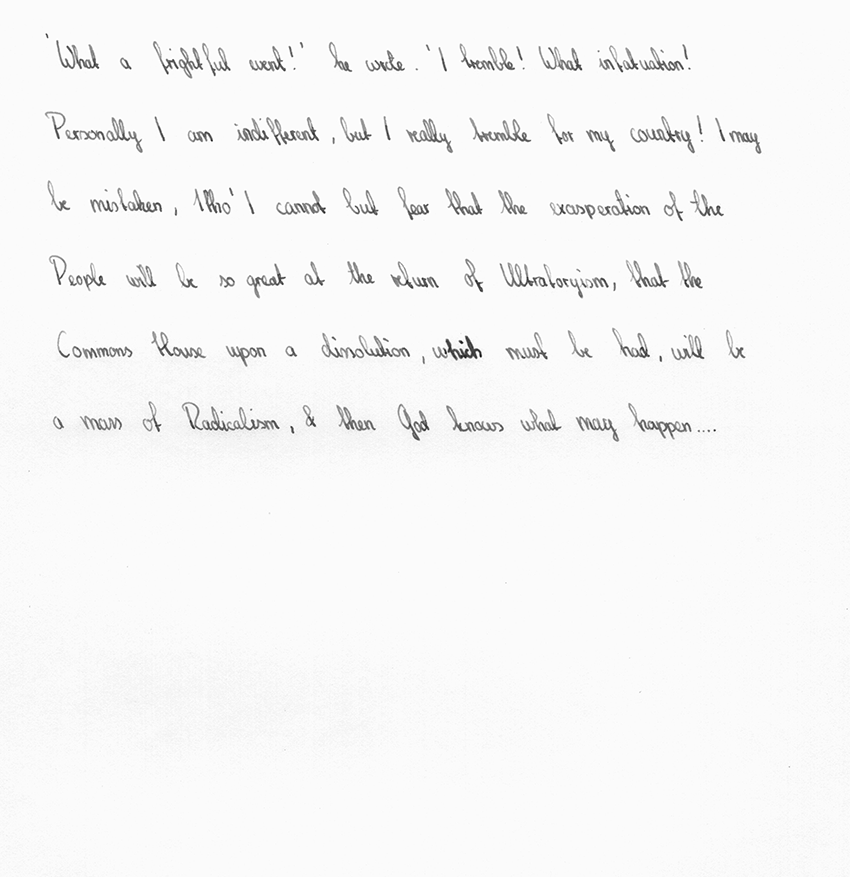 'What a frightful event!' he wrote. 'I tremble! What infatuation!
Personally I am indifferent, but I really tremble for my country! I may
be mistaken, tho' I cannot but fear that the exasperation of the
People will be so great at the return of Ultratoryism, that the
Commons House upon a dissolution, which must be had, will be
a mass of Radicalism, & then God knows what may happen....